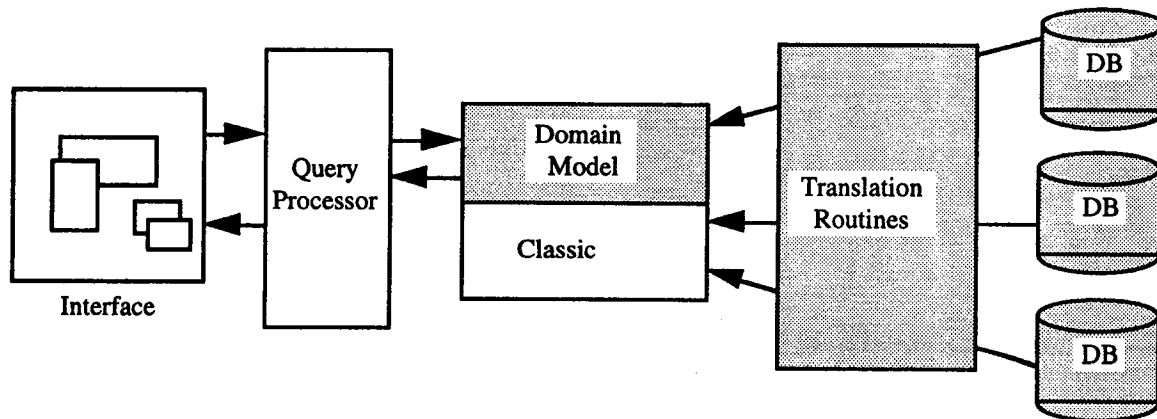 Interface
Query
Processor
Domain
Model
Classic
Translation
Routines
DB
DB
DB